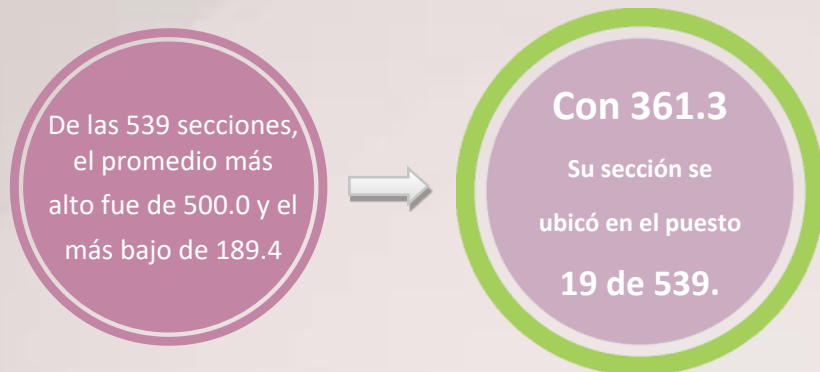 De las 539 secciones,
el promedio más
alto fue de 500.0 y el
más bajo de 189.4
Con 361.3
Su sección se
ubicó en el puesto
19 de 539.